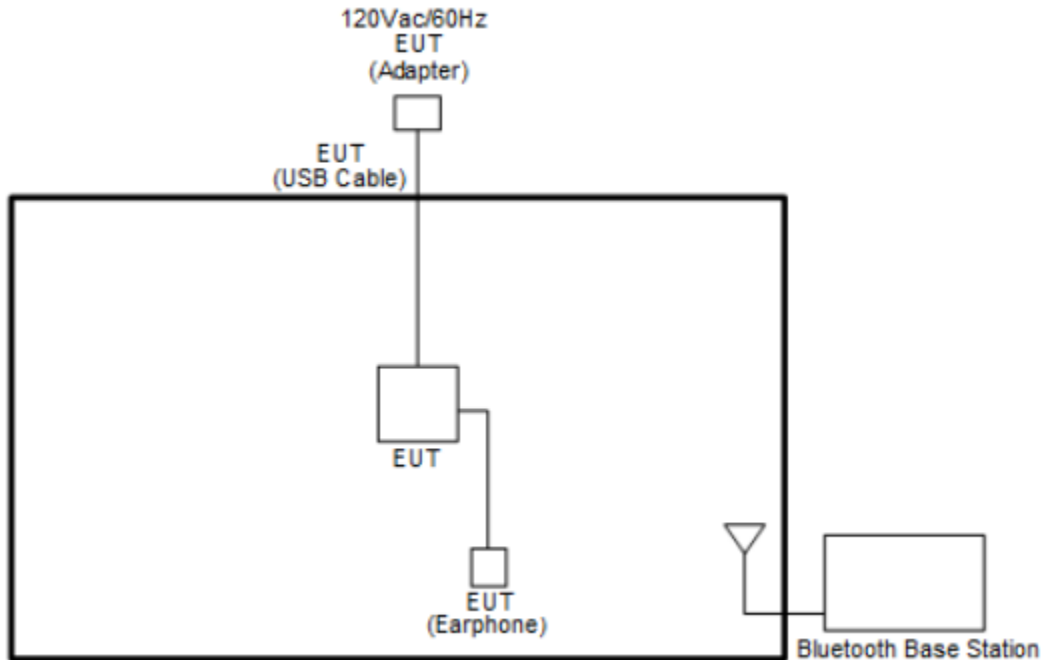 120Vac/60Hz
EUT
(Adapter)
EUT
(USB Cable)
EUT
EUT
(Earphone)
Bluetooth Base Station